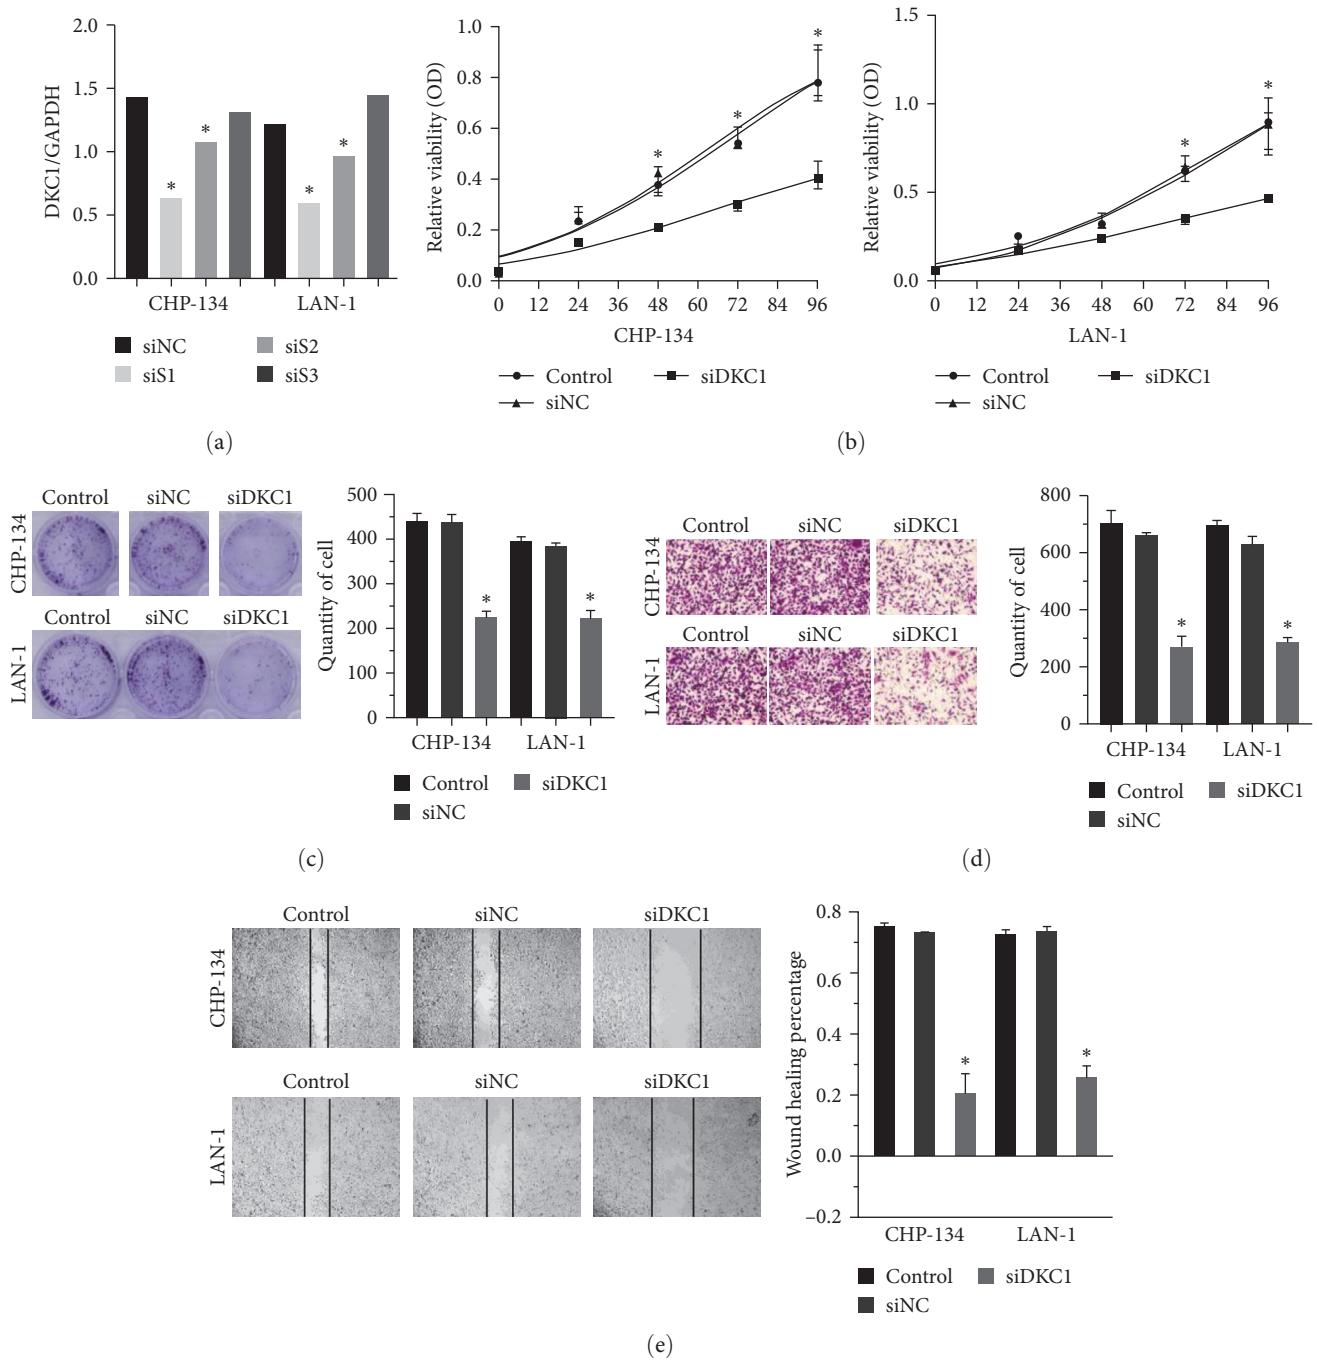 2.0
1.5
1.0
0.5
0.0
DKC1/GAPDH
*
*
*
*
CHP-134 LAN-1
siNC siS2
siS1 siS3
(a)
1.0
0.8
0.6
0.4
0.2
0.0
Relative viability (OD)
*
*
*
0 12 24 36 48 60 72 84 96
CHP-134
Control siDKC1
siNC
1.5
1.0
0.5
0.0
Relative viability (OD)
*
*
0 12 24 36 48 60 72 84 96
LAN-1
Control siDKC1
siNC
(b)
Control siNC siDKC1
CHP-134
Control siNC siDKC1
LAN-1
500
400
300
200
100
0
Quantity of cell
* *
CHP-134 LAN-1
Control siDKC1
siNC
(c)
Control siNC siDKC1
CHP-134
Control siNC siDKC1
LAN-1
800
600
400
200
0
Quantity of cell
* *
CHP-134 LAN-1
Control siDKC1
siNC
(d)
Control siNC siDKC1
CHP-134
Control siNC siDKC1
LAN-1
0.8
0.6
0.4
0.2
0.0
−0.2
Wound healing percentage
* *
CHP-134 LAN-1
Control siDKC1
siNC
(e)